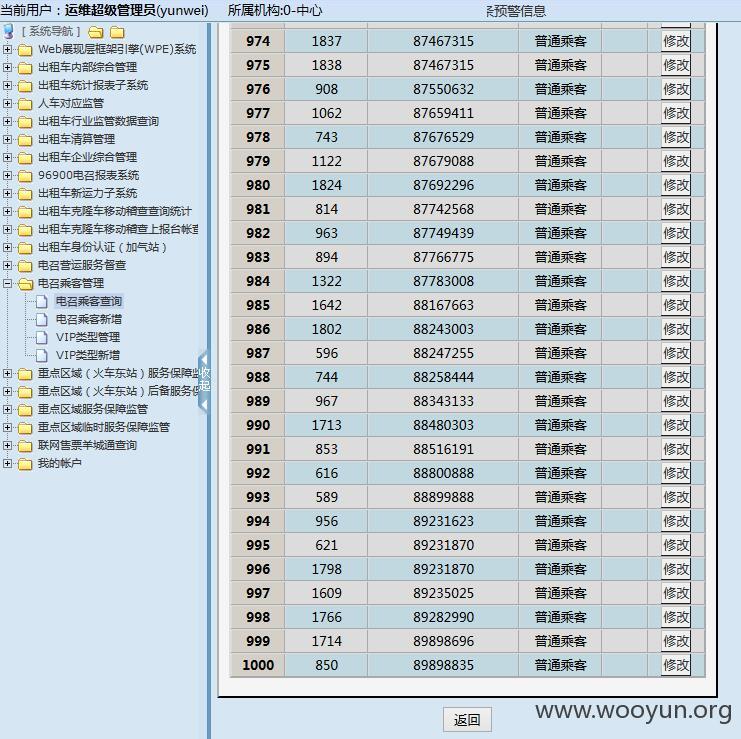 当前用户：运维超级管理员(yunwei) 所属机构:0-中心 预警信息
[ 系统导航 ]
Web展现层框架引擎(WPE)系统
出租车内部综合管理
出租车统计报表子系统
人车对应监管
出租车行业监管数据查询
出租车清算管理
出租车企业综合管理
96900电召报表系统
出租车新运力子系统
出租车克隆车移动稽查查询统计
出租车克隆车移动稽查上报台帐查
出租车身份认证（加气站）
电召营运服务督查
电召乘客管理
电召乘客查询
电召乘客新增
VIP类型管理
VIP类型新增
重点区域（火车东站）服务保障监
重点区域（火车东站）后备服务保
重点区域服务保障监管
重点区域临时服务保障监管
联网售票羊城通查询
我的帐户
收起
974 1837 87467315 普通乘客 修改
975 1838 87467315 普通乘客 修改
976 908 87550632 普通乘客 修改
977 1062 87659411 普通乘客 修改
978 743 87676529 普通乘客 修改
979 1122 87679088 普通乘客 修改
980 1824 87692296 普通乘客 修改
981 814 87742568 普通乘客 修改
982 963 87749439 普通乘客 修改
983 894 87766775 普通乘客 修改
984 1322 87783008 普通乘客 修改
985 1642 88167663 普通乘客 修改
986 1802 88243003 普通乘客 修改
987 596 88247255 普通乘客 修改
988 744 88258444 普通乘客 修改
989 967 88343133 普通乘客 修改
990 1713 88480303 普通乘客 修改
991 853 88516191 普通乘客 修改
992 616 88800888 普通乘客 修改
993 589 88899888 普通乘客 修改
994 956 89231623 普通乘客 修改
995 621 89231870 普通乘客 修改
996 1798 89231870 普通乘客 修改
997 1609 89235025 普通乘客 修改
998 1766 89282990 普通乘客 修改
999 1714 89898696 普通乘客 修改
1000 850 89898835 普通乘客 修改
返回
www.wooyun.org